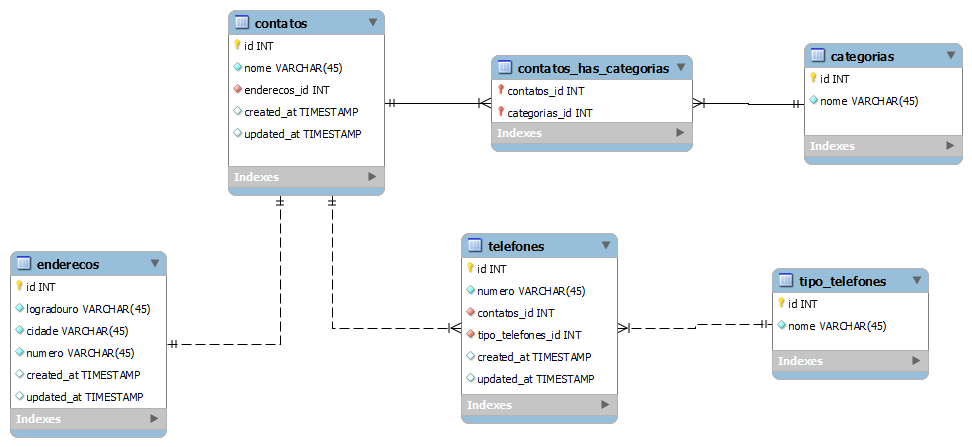 contatos
id INT
nome VARCHAR(45)
enderecos_id INT
created_at TIMESTAMP
updated_at TIMESTAMP
Indexes
contatos_has_categorias
contatos_id INT
categorias_id INT
Indexes
categorias
id INT
nome VARCHAR(45)
Indexes
enderecos
id INT
logradouro VARCHAR(45)
cidade VARCHAR(45)
numero VARCHAR(45)
created_at TIMESTAMP
updated_at TIMESTAMP
Indexes
telefones
id INT
numero VARCHAR(45)
contatos_id INT
tipo_telefones_id INT
created_at TIMESTAMP
updated_at TIMESTAMP
Indexes
tipo_telefones
id INT
nome VARCHAR(45)
Indexes